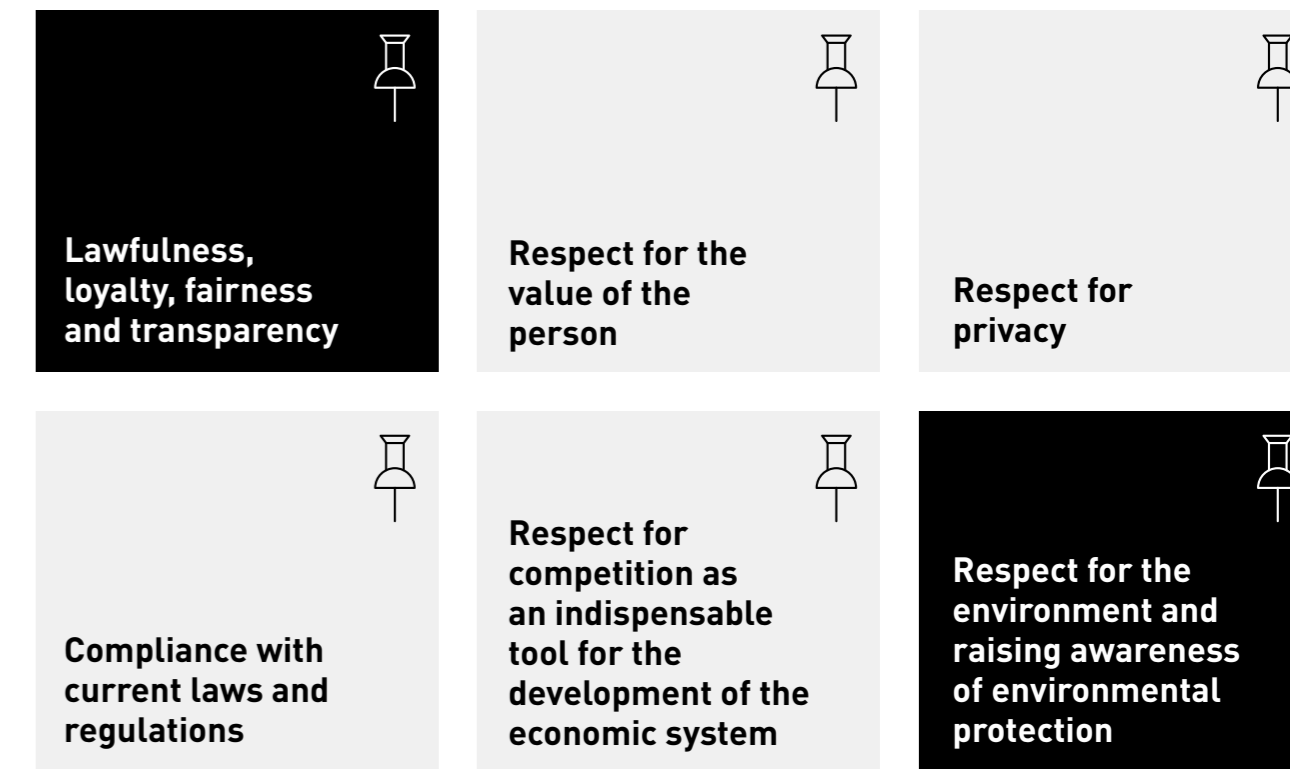 Lawfulness,
loyalty, fairness
and transparency
Respect for the
value of the
person
Respect for
privacy
Compliance with
current laws and
regulations
Respect for
competition as
an indispensable
tool for the
development of the
economic system
Respect for the
environment and
raising awareness
of environmental
protection